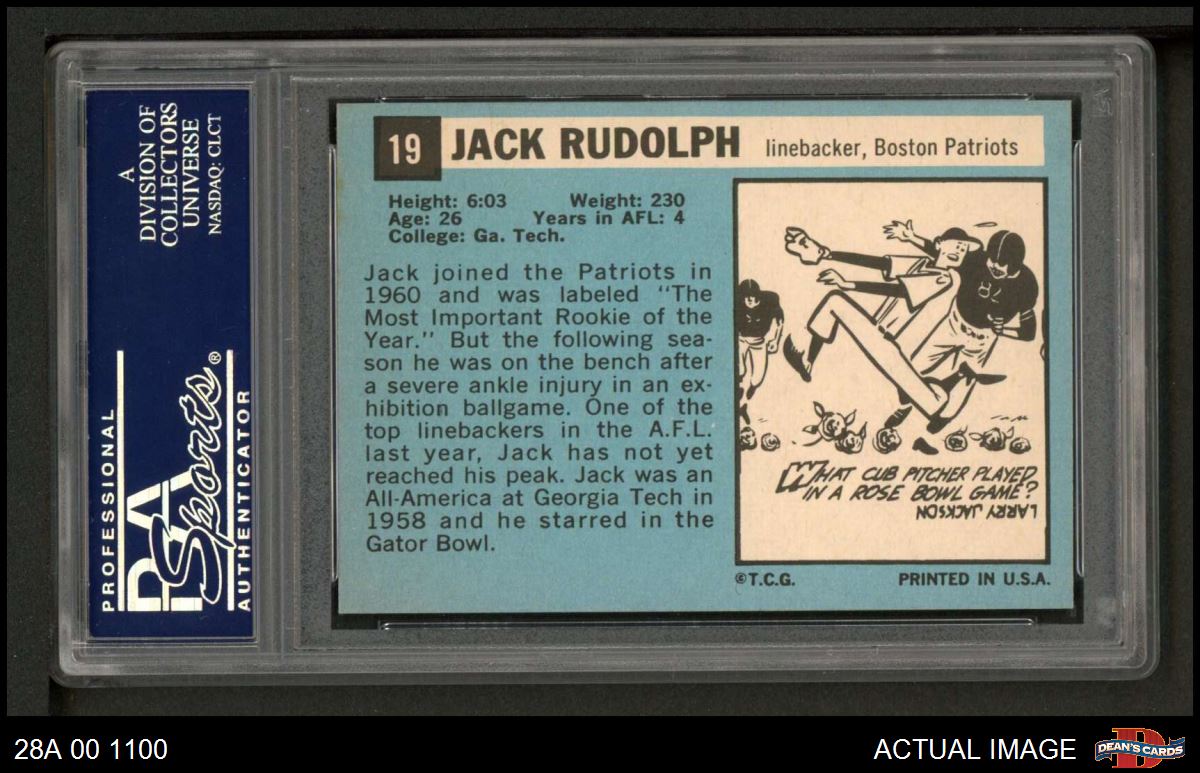 A
DIVISION OF
COLLECTORS
UNIVERSE
NASDAQ: CLCT
PROFESSIONAL
PSA
Sports®
AUTHENTICATOR
19 JACK RUDOLPH linebacker, Boston Patriots
Height: 6:03 Weight: 230
Age: 26 Years in AFL: 4
College: Ga. Tech.
Jack joined the Patriots in
1960 and was labeled "The
Most Important Rookie of the
Year." But the following sea-
son he was on the bench after
a severe ankle injury in an ex-
hibition ballgame. One of the
top linebackers in the A.F.L.
last year, Jack has not yet
reached his peak. Jack was an
All-America at Georgia Tech in
1958 and he starred in the
Gator Bowl.
82
WHAT CUB PITCHER PLAYED
IN A ROSE BOWL GAME?
LARRY JACKSON
©T.C.G. PRINTED IN U.S.A.
28A 00 1100
ACTUAL IMAGE
DEAN'S CARDS